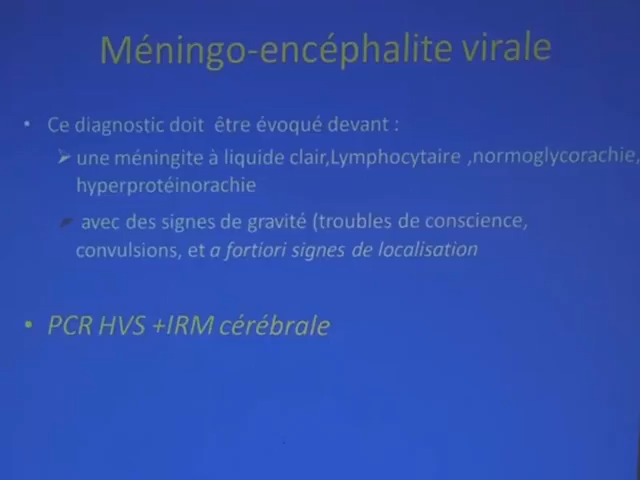 Méningo-encéphalite virale
• Ce diagnostic doit être évoqué devant :
➢ une méningite à liquide clair,Lymphocytaire ,normoglycorachie,
hyperprotéinorachie
avec des signes de gravité (troubles de conscience,
convulsions, et a fortiori signes de localisation
• PCR HVS +IRM cérébrale